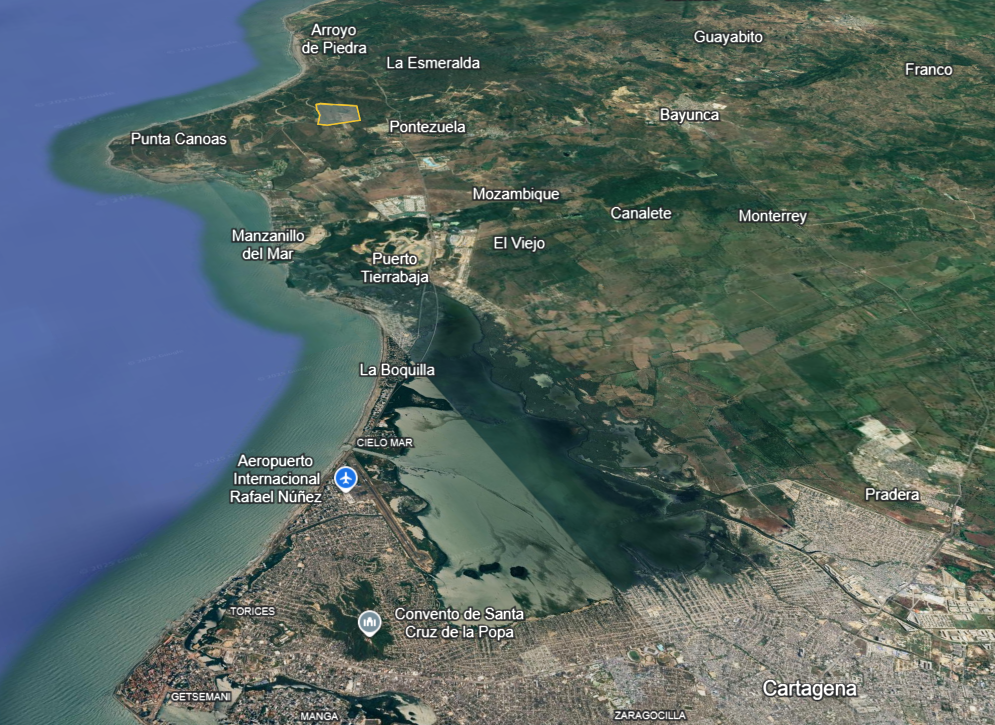 Arroyo
de Piedra
Guayabito
La Esmeralda
Franco
Bayunca
Pontezuela
Punta Canoas
Mozambique
Canalete
Monterrey
Manzanillo
del Mar
El Viejo
Puerto
Tierrabaja
La Boquilla
CIELO MAR
Aeropuerto
Internacional
Rafael Núñez
Pradera
TORICES
Convento de Santa
Cruz de la Popa
GETSEMANI
Cartagena
MANGA
ZARAGOCILLA